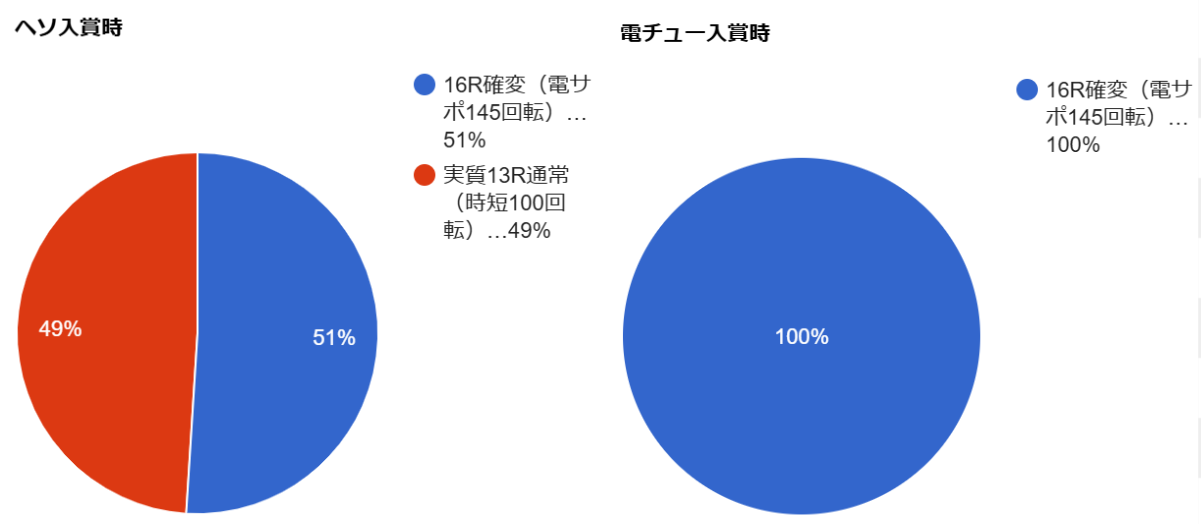 ヘソ入賞時
16R確変（電サ
ポ145回転）…
51%
実質13R通常
（時短100回
転）…49%
49%
51%
電チュー入賞時
16R確変（電サ
ポ145回転）…
100%
100%